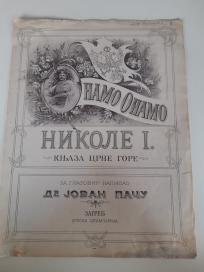 ОНАМО ОНАМО
НИКОЛЕ I.
КЊАЗА ЦРНЕ ГОРЕ
ЗА ГЛАСОВИР НАПИСАО
Др ЈОВАН ПАЧУ
ЗАГРЕБ